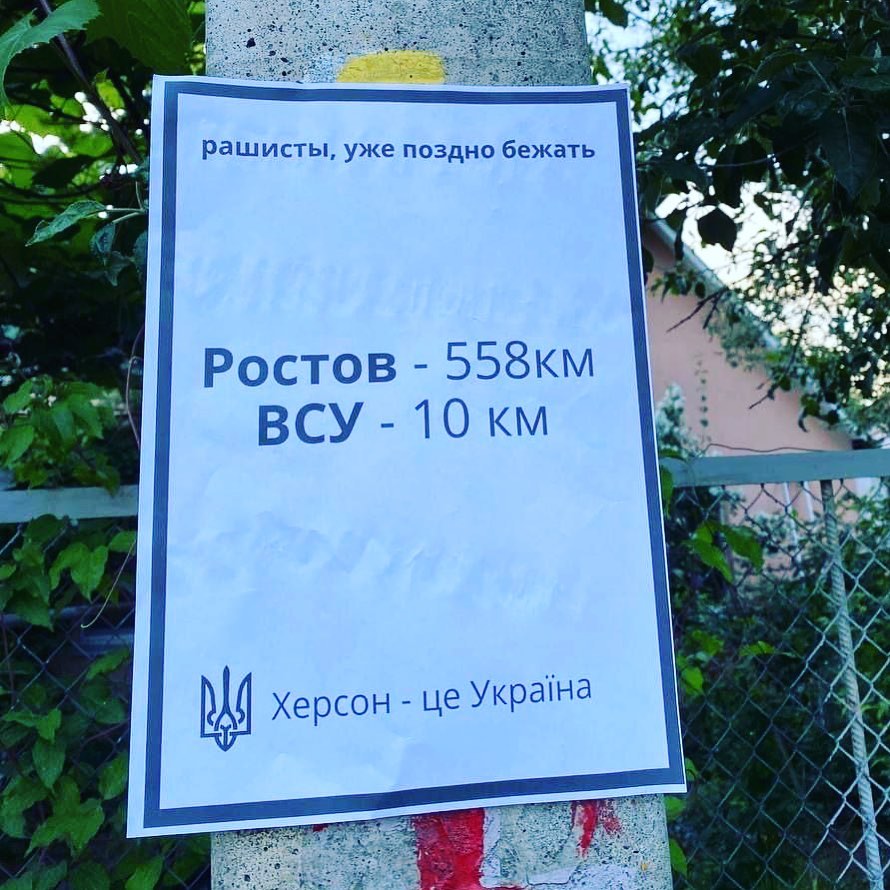 рашисты, уже поздно бежать
Ростов - 558км
ВСУ - 10 км
Херсон - це Україна